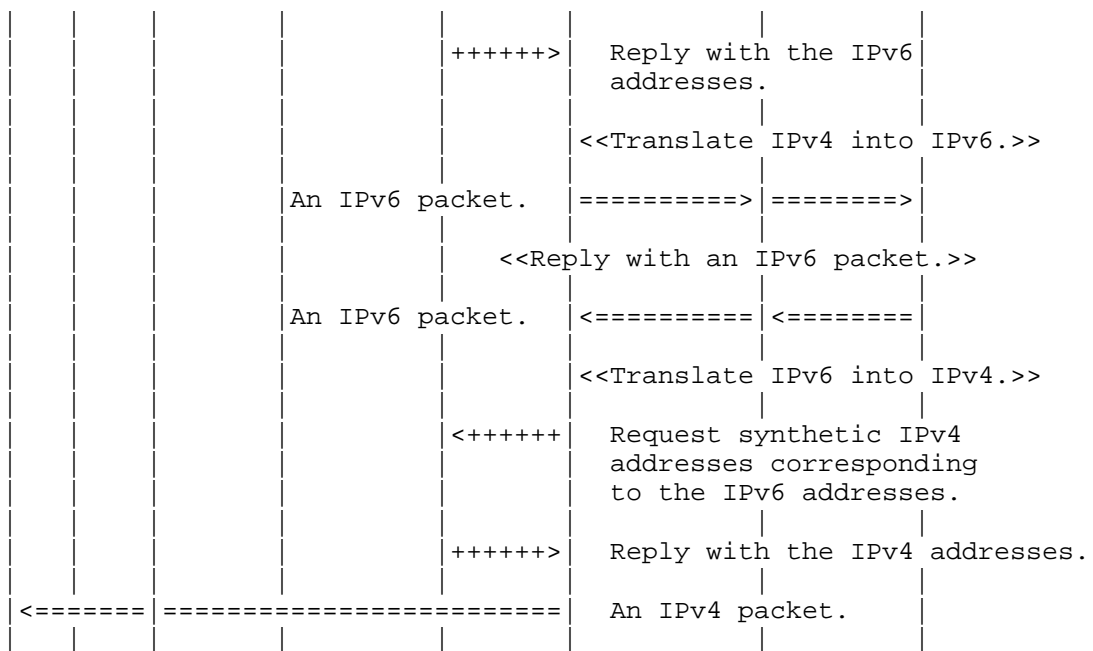 ++++++> Reply with the IPv6
addresses.
<<Translate IPv4 into IPv6.>>
An IPv6 packet. ==========> ========>
<<Reply with an IPv6 packet.>>
An IPv6 packet. <========== <========
<<Translate IPv6 into IPv4.>>
<++++++ Request synthetic IPv4
addresses corresponding
to the IPv6 addresses.
++++++> Reply with the IPv4 addresses.
<======= ========================= An IPv4 packet.